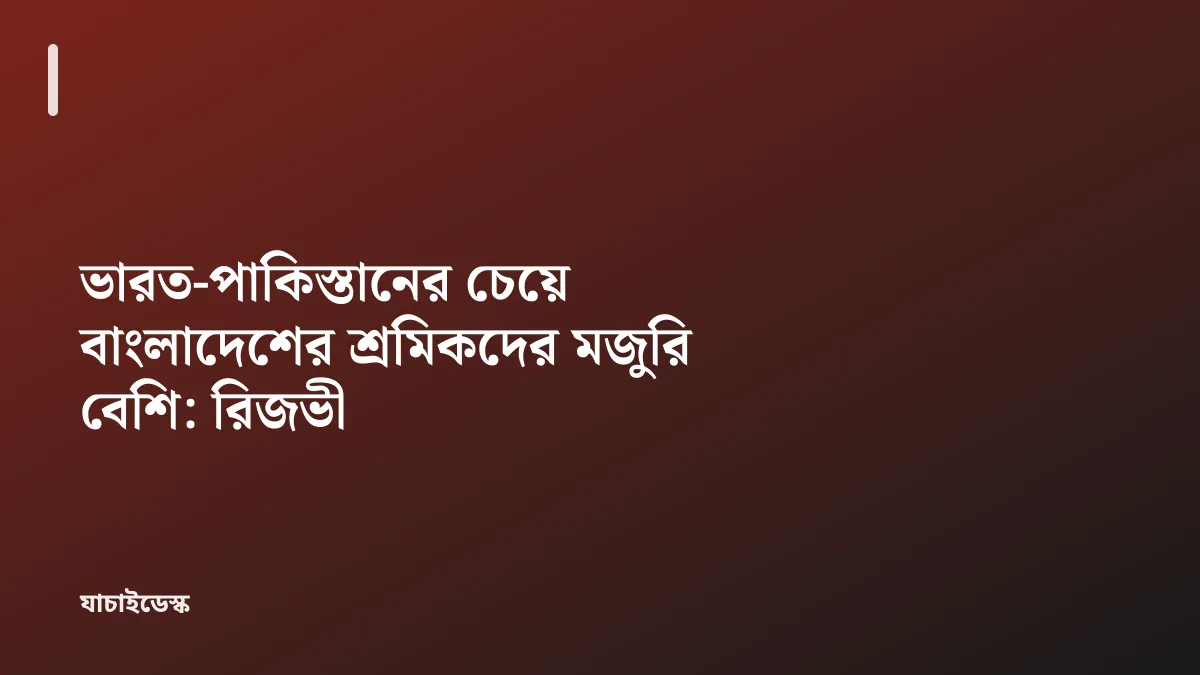 ভারত-পাকিস্তানের চেয়ে
বাংলাদেশের শ্রমিকদের মজুরি
বেশি: রিজভী
যাচাইডেস্ক